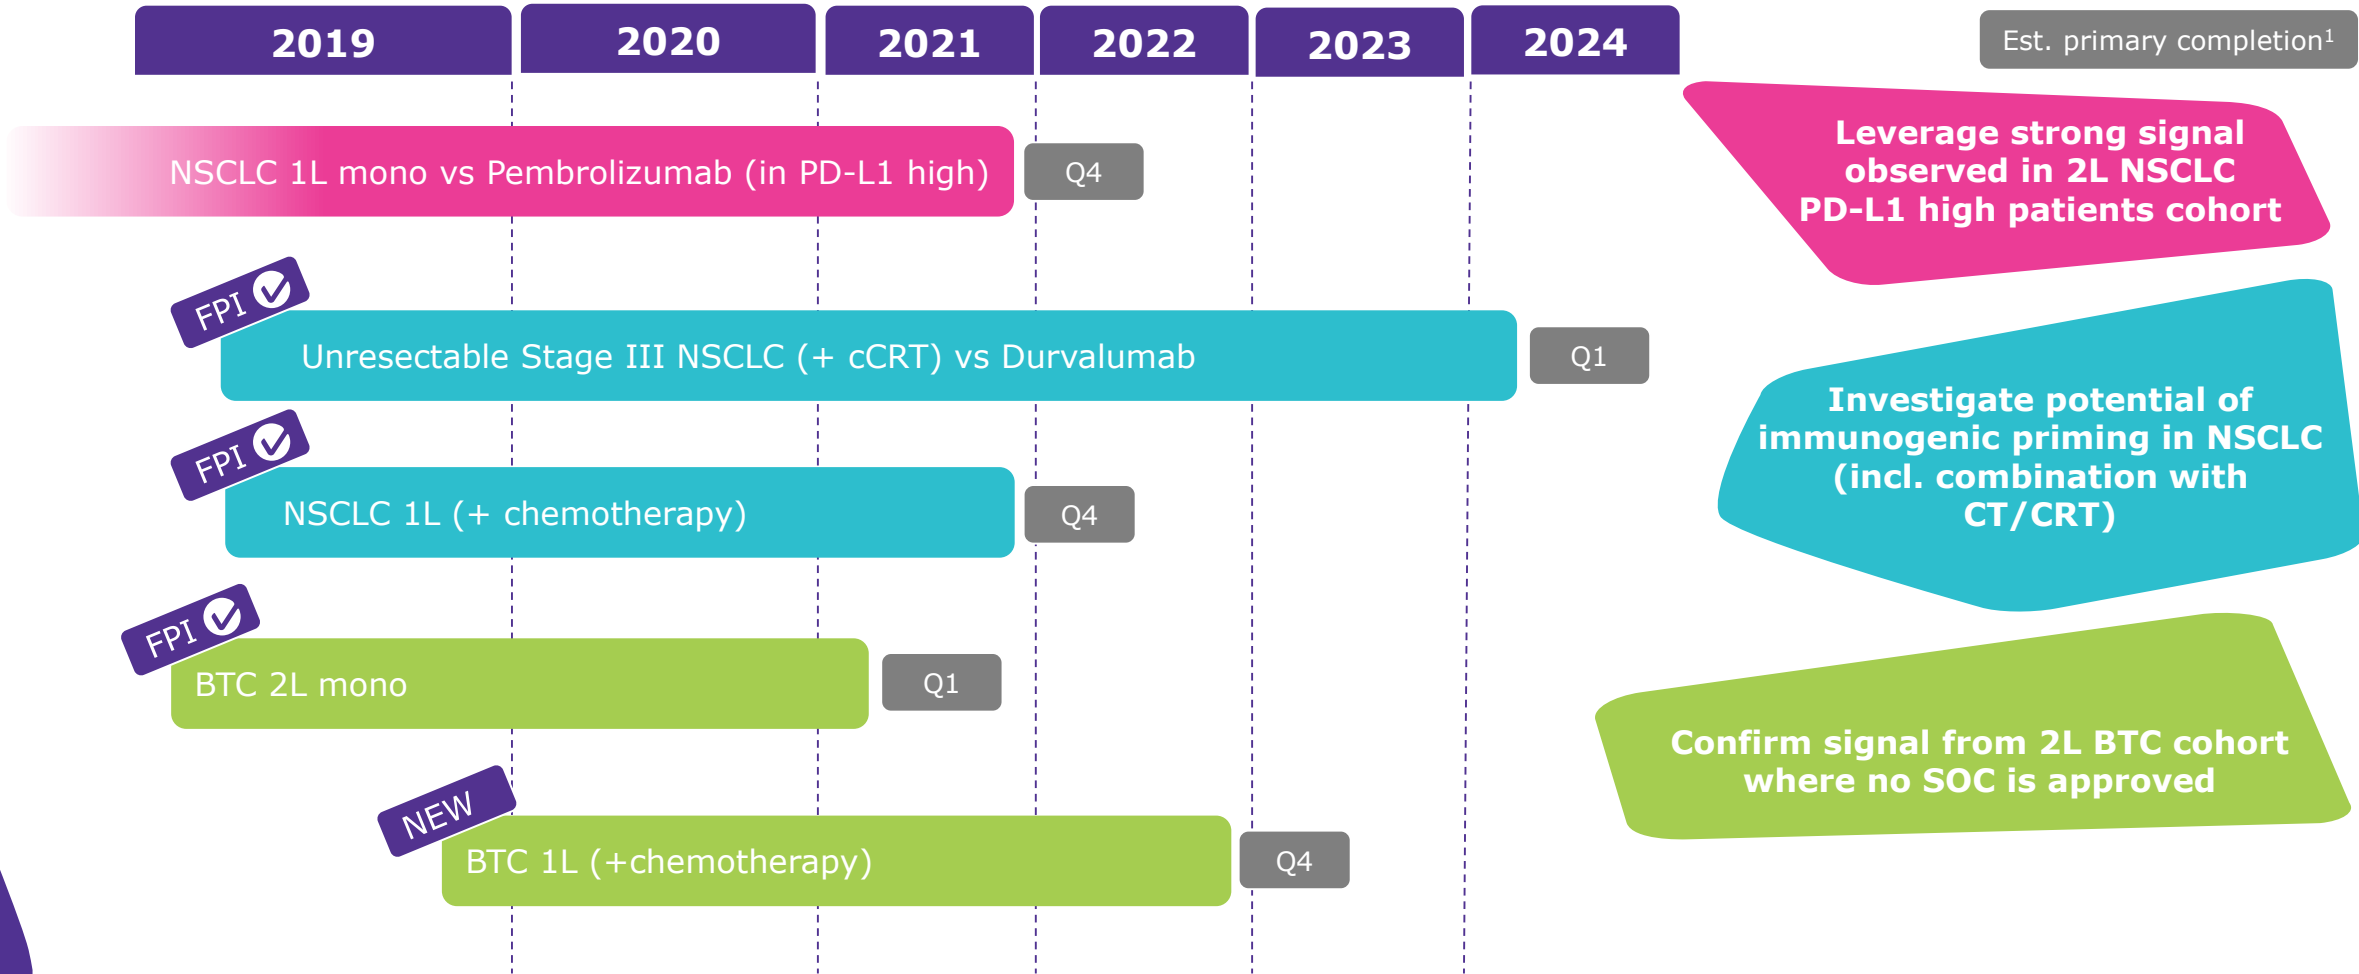 2019
2020
2021
2022
2023
2024
Est. primary completion1
NSCLC 1L mono vs Pembrolizumab (in PD-L1 high)
Q4
Leverage strong signal
observed in 2L NSCLC
PD-L1 high patients cohort
FPI
Unresectable Stage III NSCLC (+ cCRT) vs Durvalumab
Q1
FPI
NSCLC 1L (+ chemotherapy)
Q4
Investigate potential of
immunogenic priming in NSCLC
(incl. combination with
CT/CRT)
FPI
BTC 2L mono
Q1
NEW
BTC 1L (+chemotherapy)
Q4
Confirm signal from 2L BTC cohort
where no SOC is approved